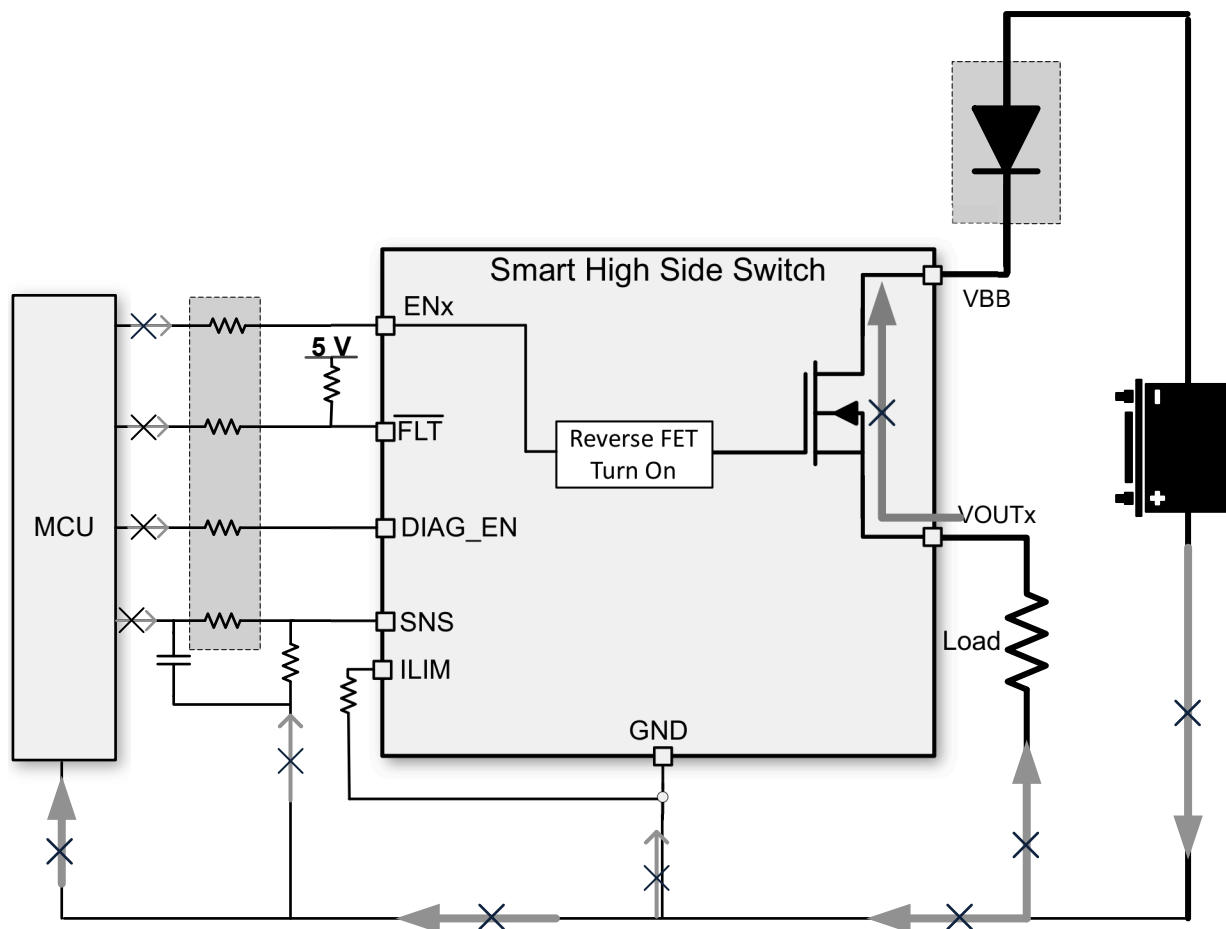 Smart High Side Switch
VBB
ENx
5 V
FLT
Reverse FET
Turn On
-
+
MCU
DIAG_EN
VOUTx
SNS
Load
ILIM
GND